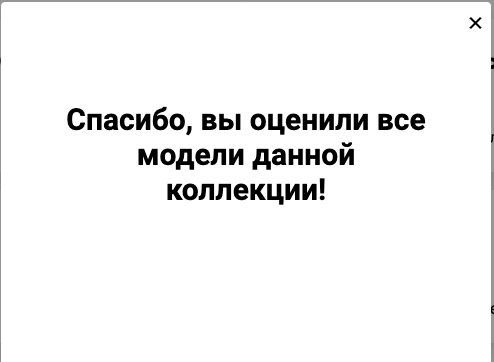 Спасибо, вы оценили все
модели данной
коллекции!